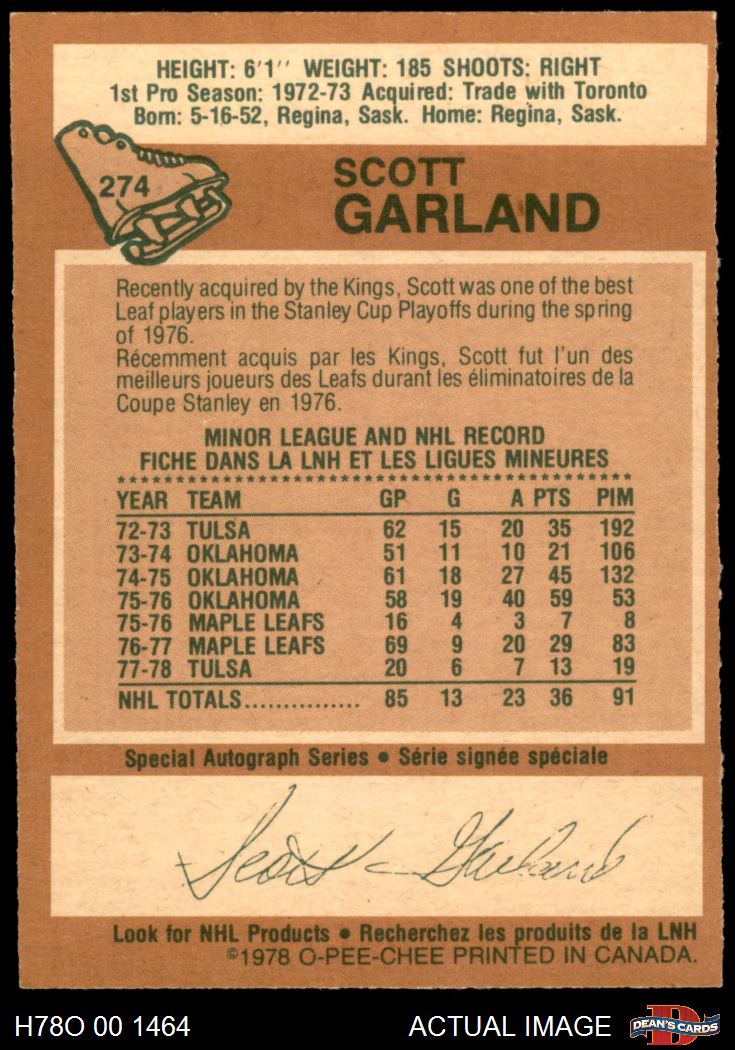 HEIGHT: 6'1'' WEIGHT: 185 SHOOTS: RIGHT
1st Pro Season: 1972-73 Acquired: Trade with Toronto
Born: 5-16-52, Regina, Sask. Home: Regina, Sask.
274
SCOTT
GARLAND
Recently acquired by the Kings, Scott was one of the best
Leaf players in the Stanley Cup Playoffs during the spring
of 1976.
Récemment acquis par les Kings, Scott fut l'un des
meilleurs joueurs des Leafs durant les éliminatoires de la
Coupe Stanley en 1976.
MINOR LEAGUE AND NHL RECORD
FICHE DANS LA LNH ET LES LIGUES MINEURES
YEAR TEAM GP G A PTS PIM
72-73 TULSA 62 15 20 35 192
73-74 OKLAHOMA 51 11 10 21 106
74-75 OKLAHOMA 61 18 27 45 132
75-76 OKLAHOMA 58 19 40 59 53
75-76 MAPLE LEAFS 16 4 3 7 8
76-77 MAPLE LEAFS 69 9 20 29 83
77-78 TULSA 20 6 7 13 19
NHL TOTALS................ 85 13 23 36 91
Special Autograph Series • Série signée spéciale
Scott Garland
Look for NHL Products • Recherchez les produits de la LNH
©1978 O-PEE-CHEE PRINTED IN CANADA.
H78O 00 1464 ACTUAL IMAGE D DEAN'S CARDS